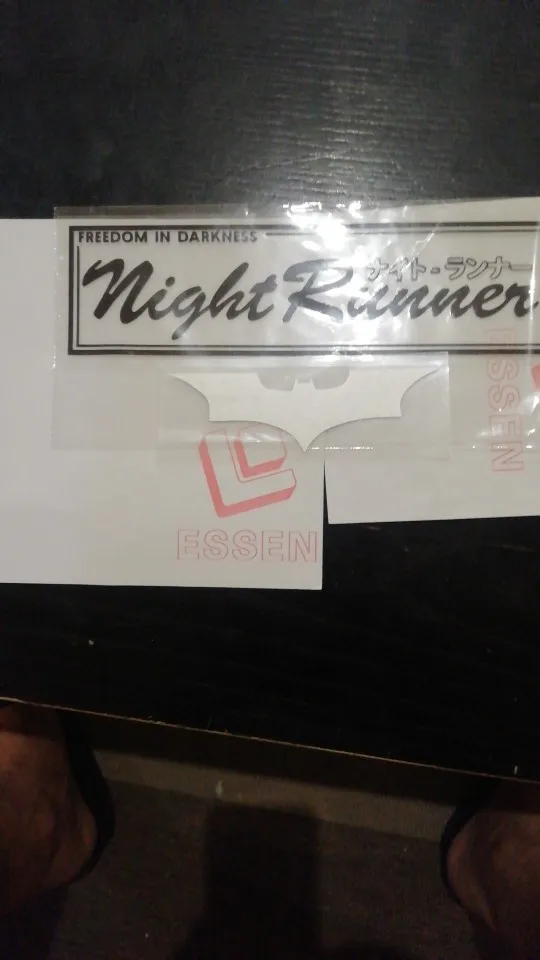 FREEDOM IN DARKNESS
ナイト・ランナー
Night Runner
ESSEN
ESSEN